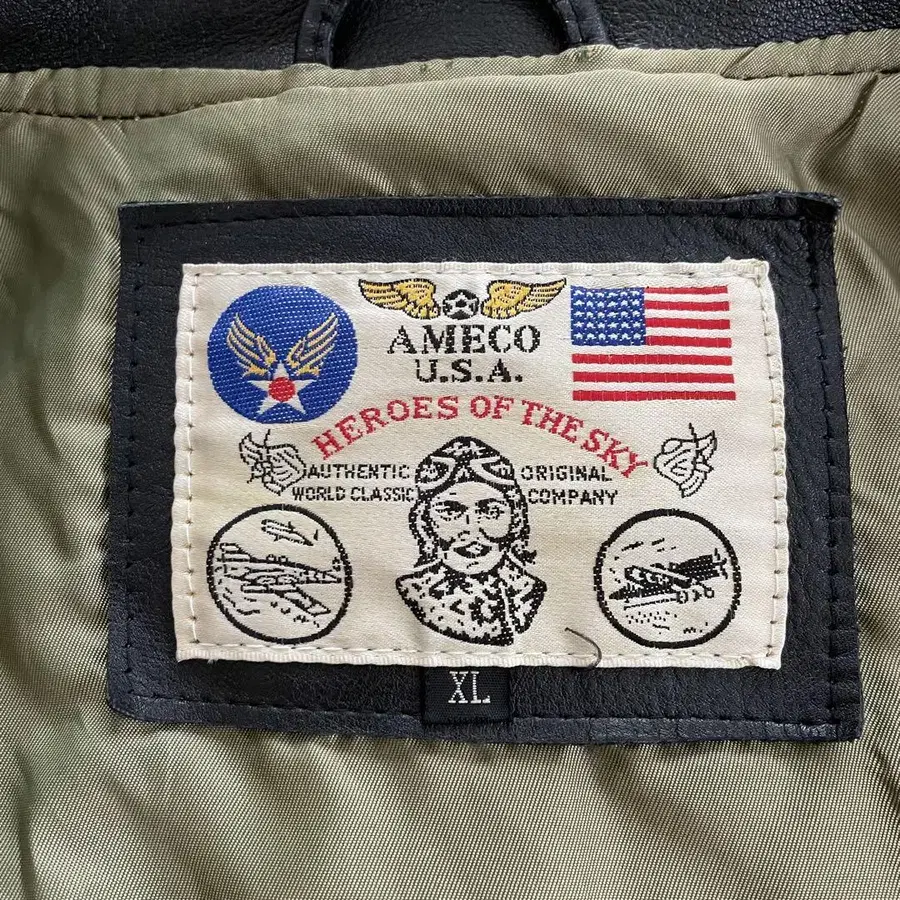 AMECO
U.S.A.
HEROES OF THE SKY
AUTHENTIC ORIGINAL
WORLD CLASSIC COMPANY
XL